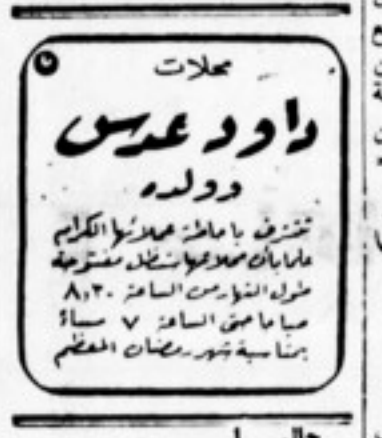 محلات
داود عدس
وولده
تتشرف باحاطة عملائها الكرام
علما بأن محلاتها ستظل مفتوحة
طول النهار من الساعة ٨,٣٠
صباحا حتى الساعة ٧ مساءً
بمناسبة شهر رمضان المعظم